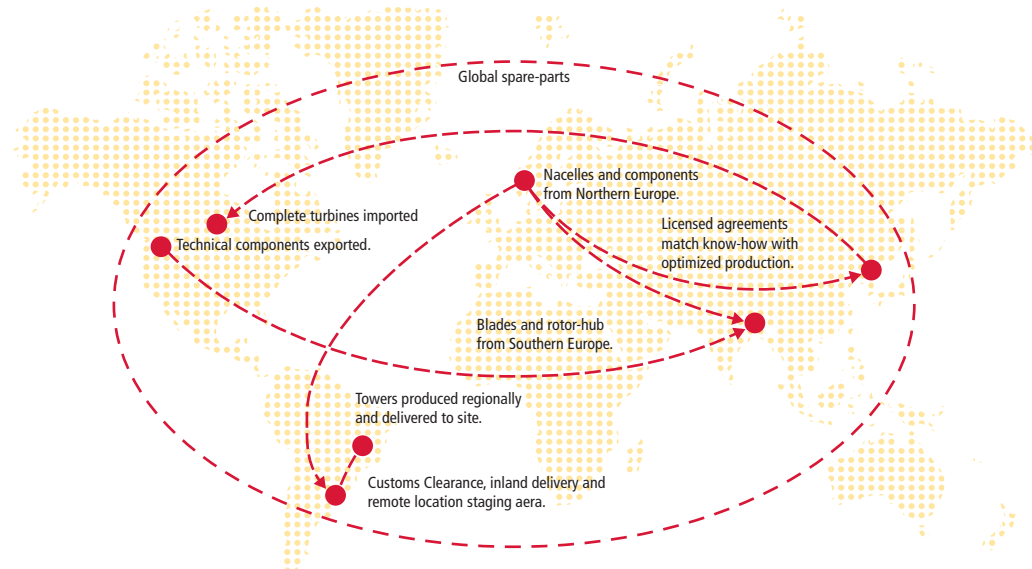 Global spare-parts
Nacelles and components
from Northern Europe.
Complete turbines imported
Technical components exported.
Licensed agreements
match know-how with
optimized production.
Blades and rotor-hub
from Southern Europe.
Towers produced regionally
and delivered to site.
Customs Clearance, inland delivery and
remote location staging aera.